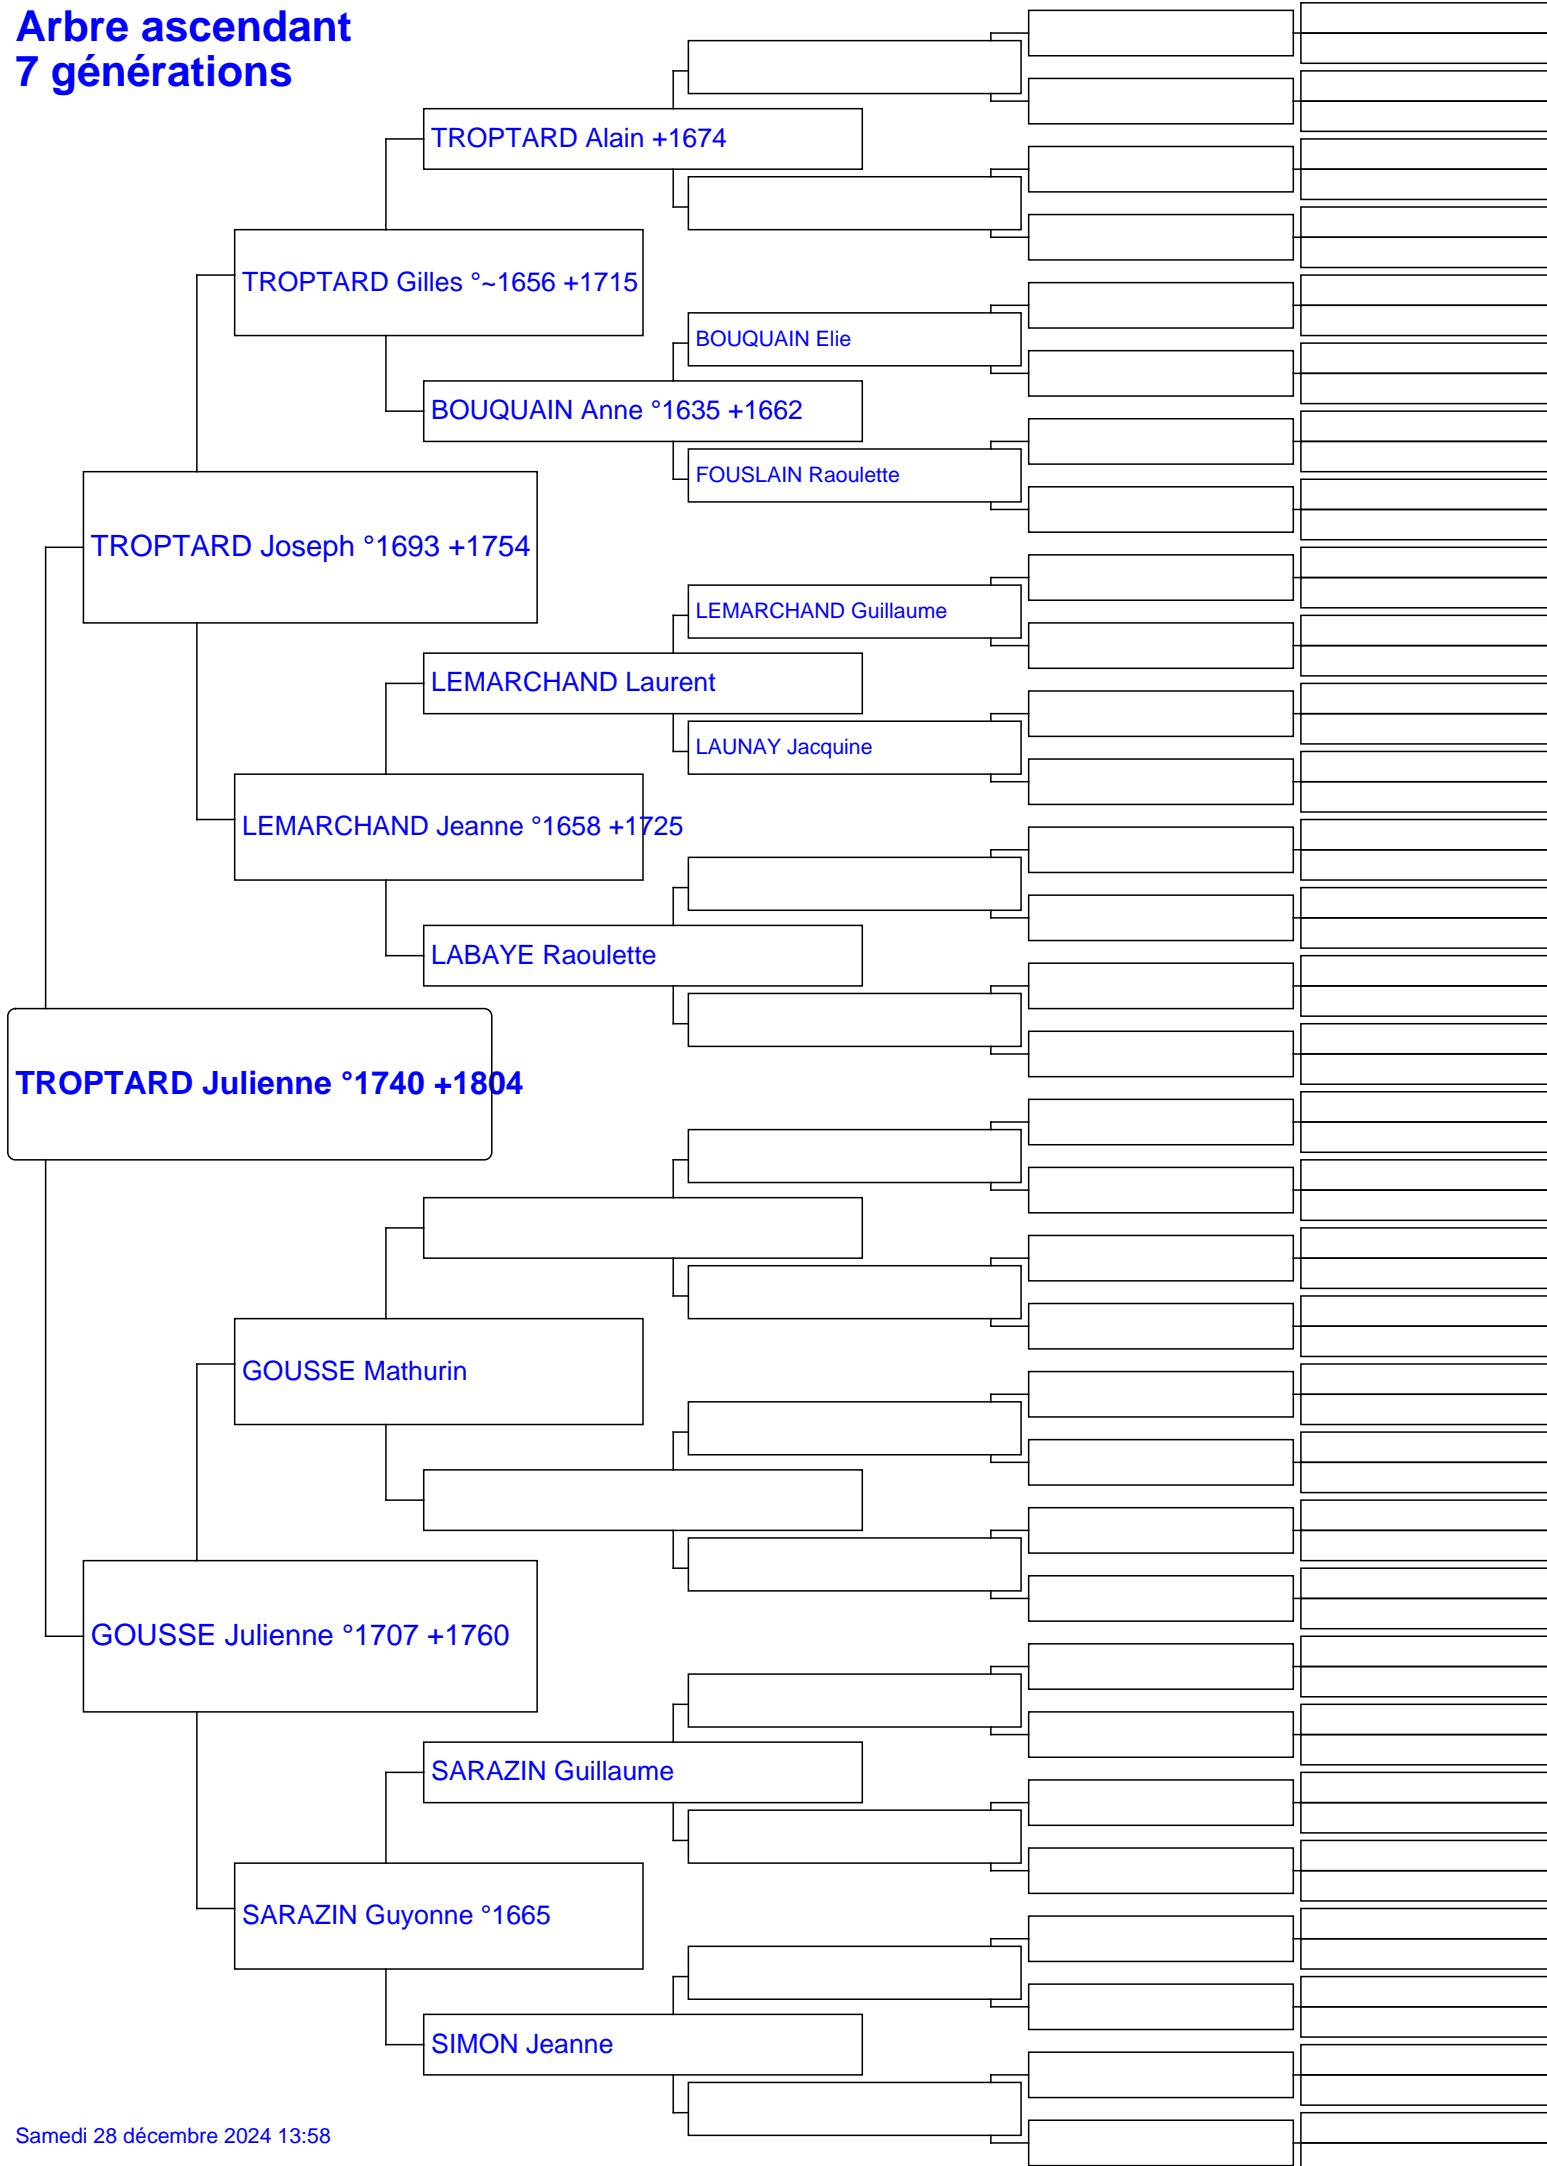 Arbre ascendant
7 générations
TROPTARD Alain +1674
TROPTARD Gilles °~1656 +1715
BOUQUAIN Elie
BOUQUAIN Anne °1635 +1662
FOUSLAIN Raoulette
TROPTARD Joseph °1693 +1754
LEMARCHAND Guillaume
LEMARCHAND Laurent
LAUNAY Jacquine
LEMARCHAND Jeanne °1658 +1725
LABAYE Raoulette
TROPTARD Julienne °1740 +1804
GOUSSE Mathurin
GOUSSE Julienne °1707 +1760
SARAZIN Guillaume
SARAZIN Guyonne °1665
SIMON Jeanne
Samedi 28 décembre 2024 13:58